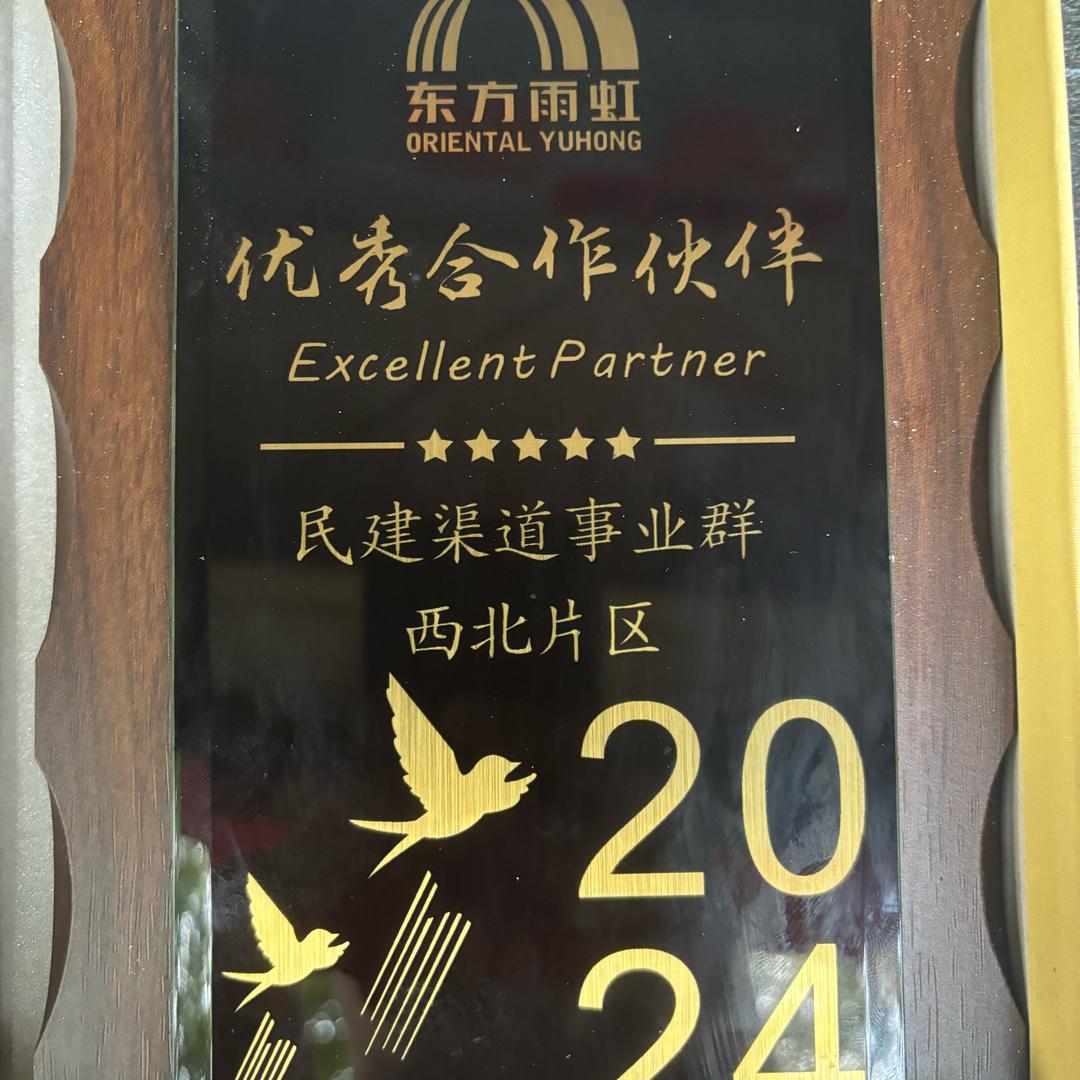 东方雨虹
ORIENTAL YUHONG
优秀合作伙伴
Excellent Partner
民建渠道事业群
西北片区
20
24